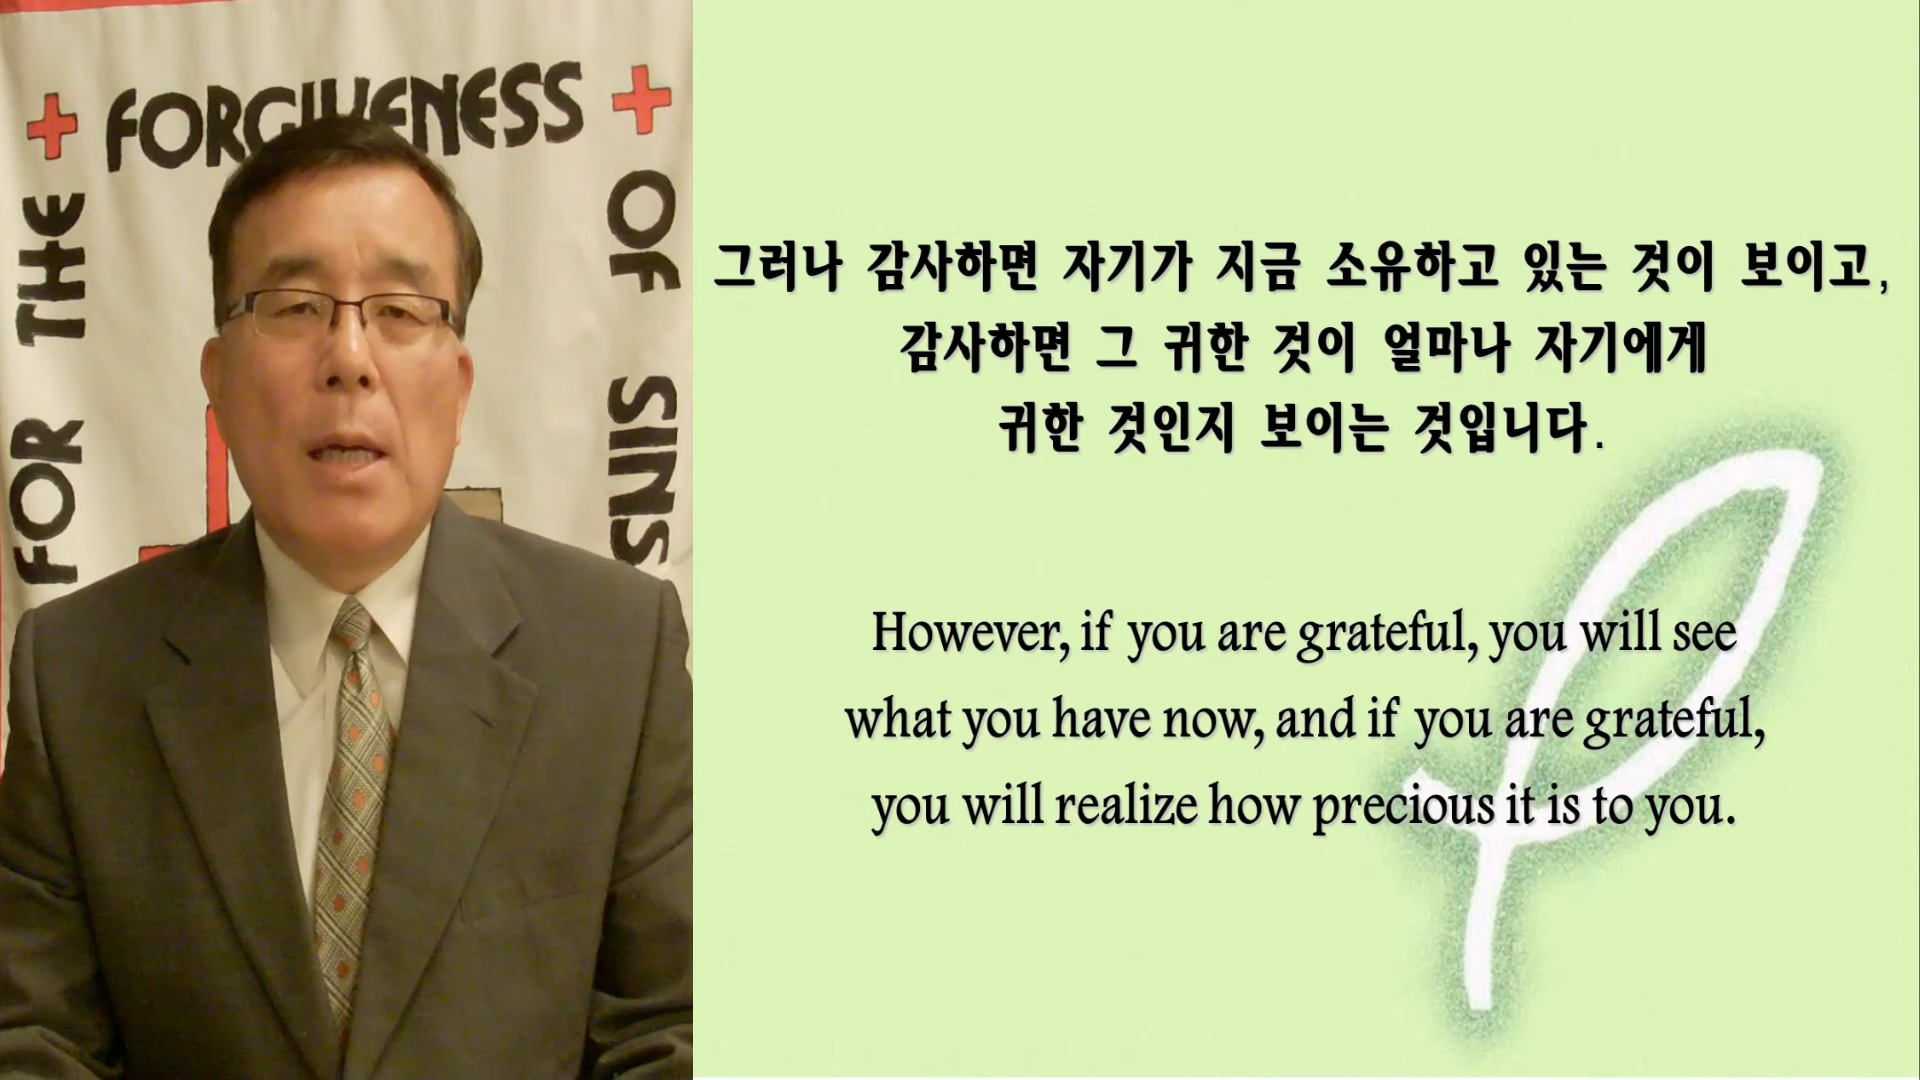 FOR THE
+ FORGIVENESS +
OF SINS
그러나 감사하면 자기가 지금 소유하고 있는 것이 보이고,
감사하면 그 귀한 것이 얼마나 자기에게
귀한 것인지 보이는 것입니다.
However, if you are grateful, you will see
what you have now, and if you are grateful,
you will realize how precious it is to you.